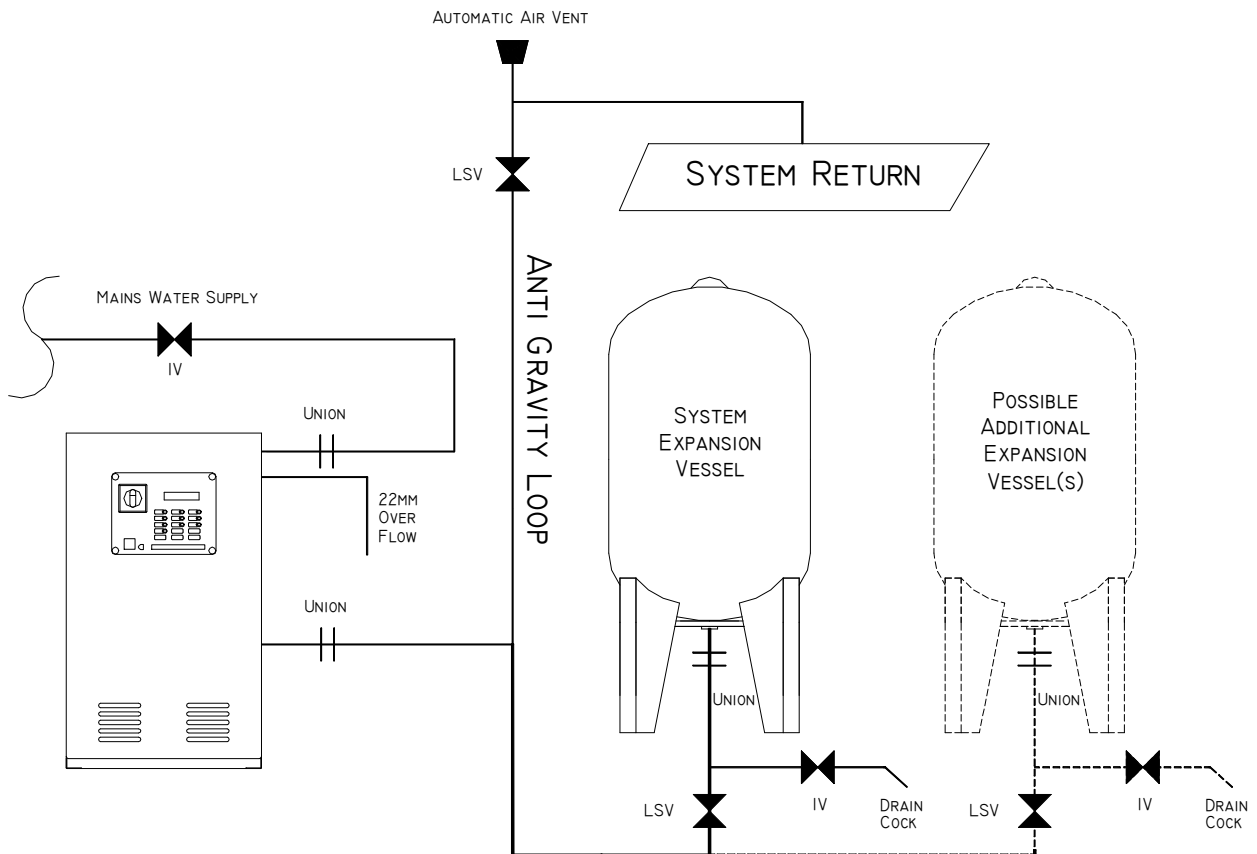 AUTOMATIC AIR VENT
LSV
SYSTEM RETURN
ANTI GRAVITY LOOP
MAINS WATER SUPPLY
IV
UNION
22MM
OVER
FLOW
UNION
SYSTEM
EXPANSION
VESSEL
POSSIBLE
ADDITIONAL
EXPANSION
VESSEL(S)
UNION
UNION
LSV
IV
DRAIN
COCK
LSV
IV
DRAIN
COCK